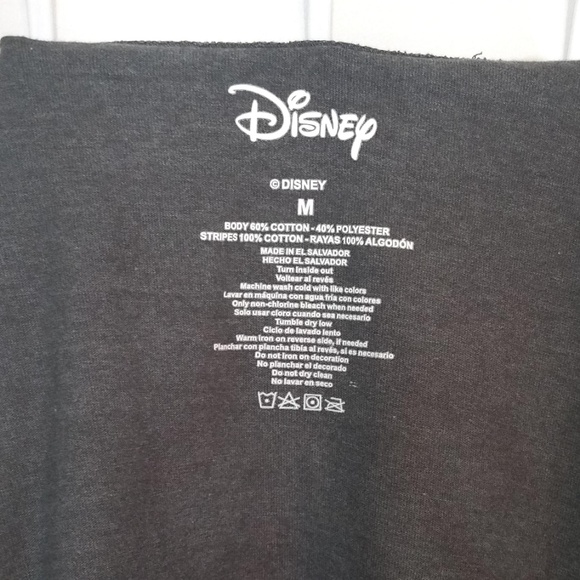 Disney
© DISNEY
M
BODY 60% COTTON - 40% POLYESTER
STRIPES 100% COTTON - RAYAS 100% ALGODÓN
MADE IN EL SALVADOR
HECHO EL SALVADOR
Turn inside out
Voltear al revés
Machine wash cold with like colors
Lavar en máquina con agua fria con colores
Only non-chlorine bleach when needed
Solo usar cloro cuando sea necesario
Tumble dry low
Ciclo de lavado lento
Warm iron on reverse side, if needed
Planchar con plancha tibia al revés, si es necesario
Do not iron on decoration
No planchar el decorado
Do not dry clean
No lavar en seco